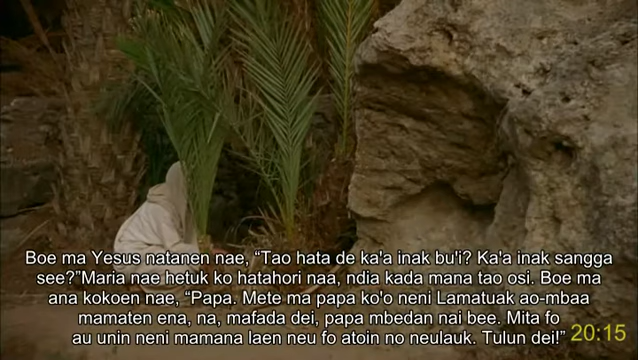 Boe ma Yesus natanen nae, “Tao hata de ka'a inak bu'i? Ka'a inak sangga
see?”Maria nae hetuk ko hatahori naa, ndia kada mana tao osi. Boe ma
ana kokoen nae, “Papa. Mete ma papa ko'o neni Lamatuak ao-mbaa
mamaten ena, na, mafada dei, papa mbedan nai bee. Mita fo
au unin neni mamana laen neu fo atoin no neulauk. Tulun dei!”
20:15